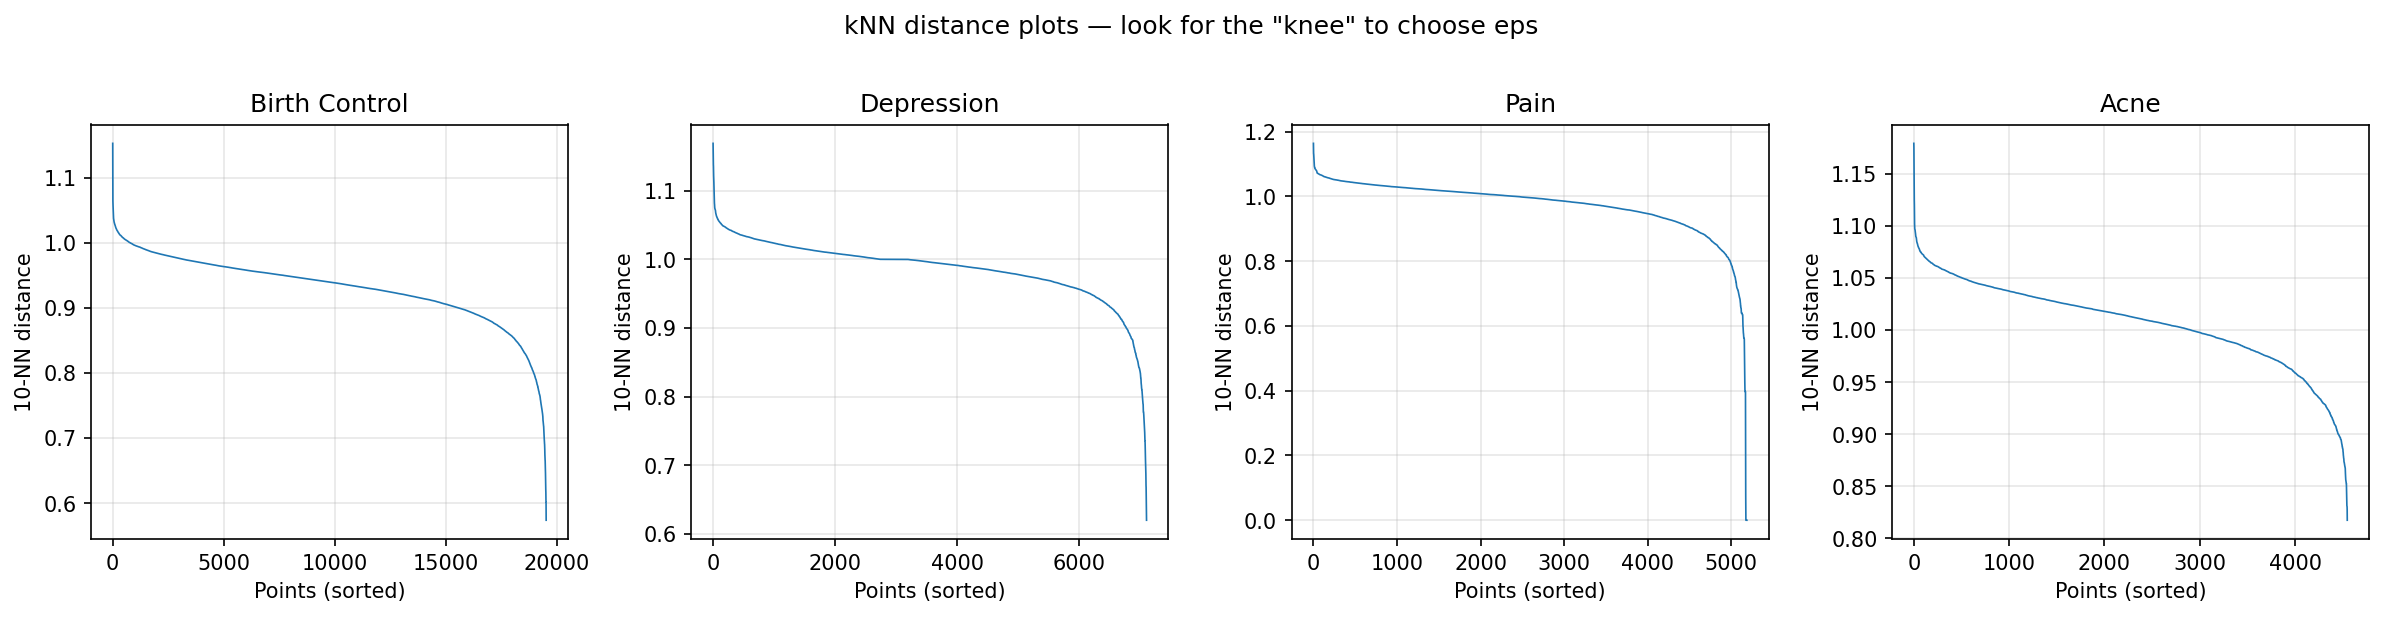 kNN distance plots — look for the "knee" to choose eps
Birth Control
10-NN distance
1.1
1.0
0.9
0.8
0.7
0.6
0 5000 10000 15000 20000
Points (sorted)
Depression
10-NN distance
1.1
1.0
0.9
0.8
0.7
0.6
0 2000 4000 6000
Points (sorted)
Pain
10-NN distance
1.2
1.0
0.8
0.6
0.4
0.2
0.0
0 1000 2000 3000 4000 5000
Points (sorted)
Acne
10-NN distance
1.15
1.10
1.05
1.00
0.95
0.90
0.85
0.80
0 1000 2000 3000 4000
Points (sorted)